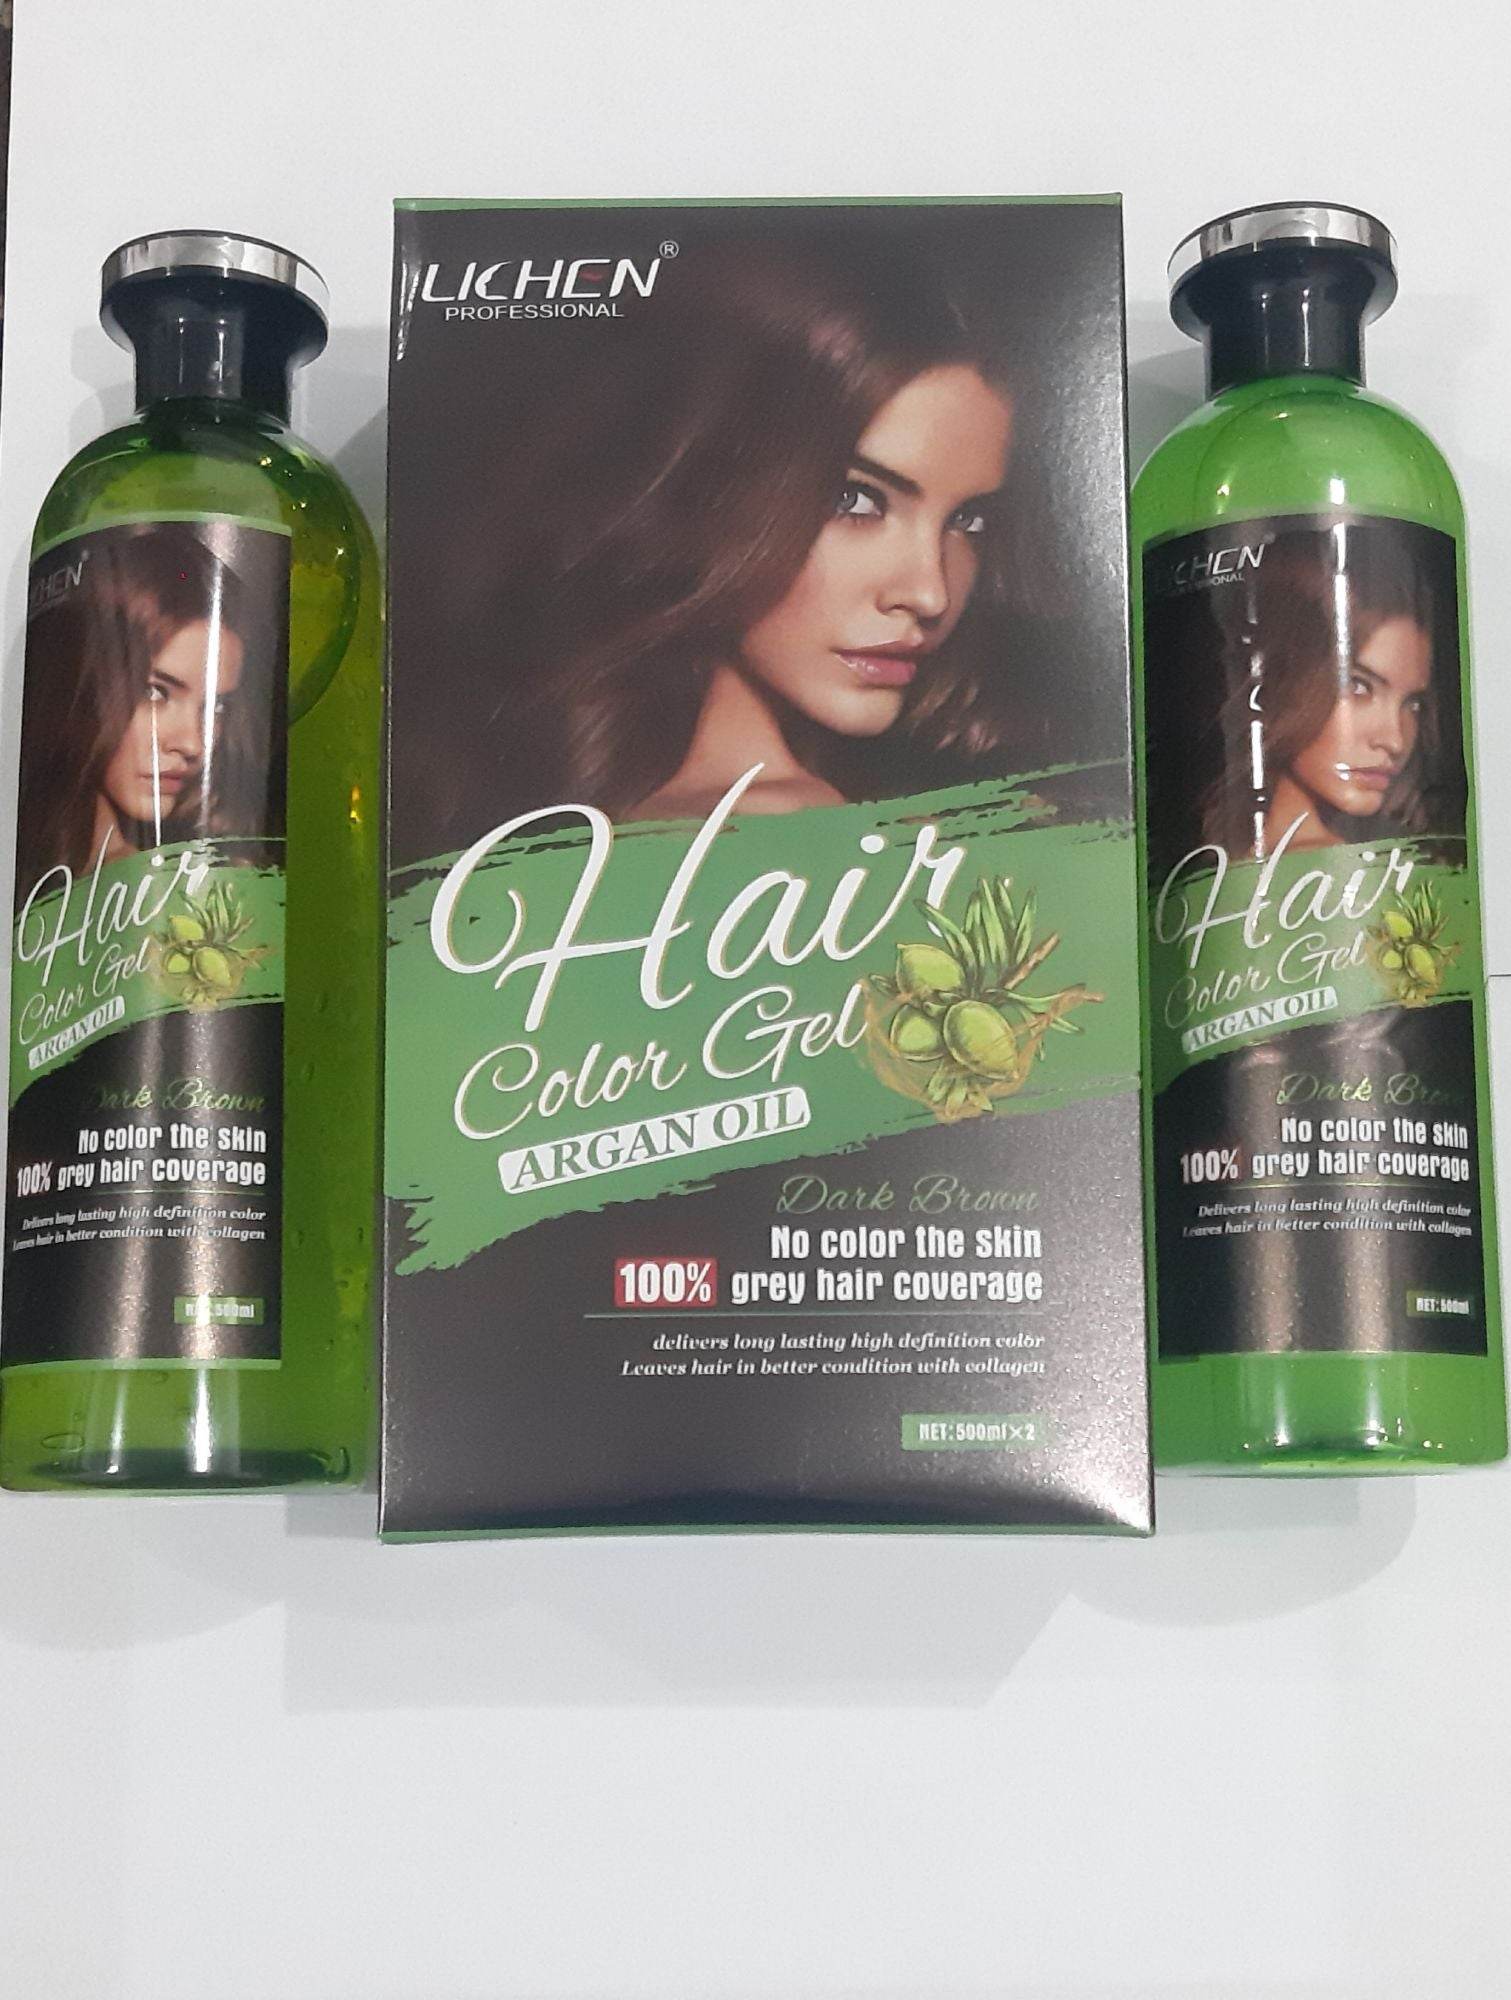 LICHEN®
PROFESSIONAL
Hair
Color Gel
ARGAN OIL
Dark Brown
No color the skin
100% grey hair coverage
delivers long lasting high definition color
Leaves hair in better condition with collagen
NET:500ml×2
Hair
Color Gel
ARGAN OIL
Dark Brown
No color the skin
100% grey hair coverage
Delivers long lasting high definition color
Leaves hair in better condition with collagen
500ml
Hair
Color Gel
ARGAN OIL
Dark
No color the skin
100% grey hair coverage
Delivers long lasting high definition color
Leaves hair in better condition with collagen
NET:500ml